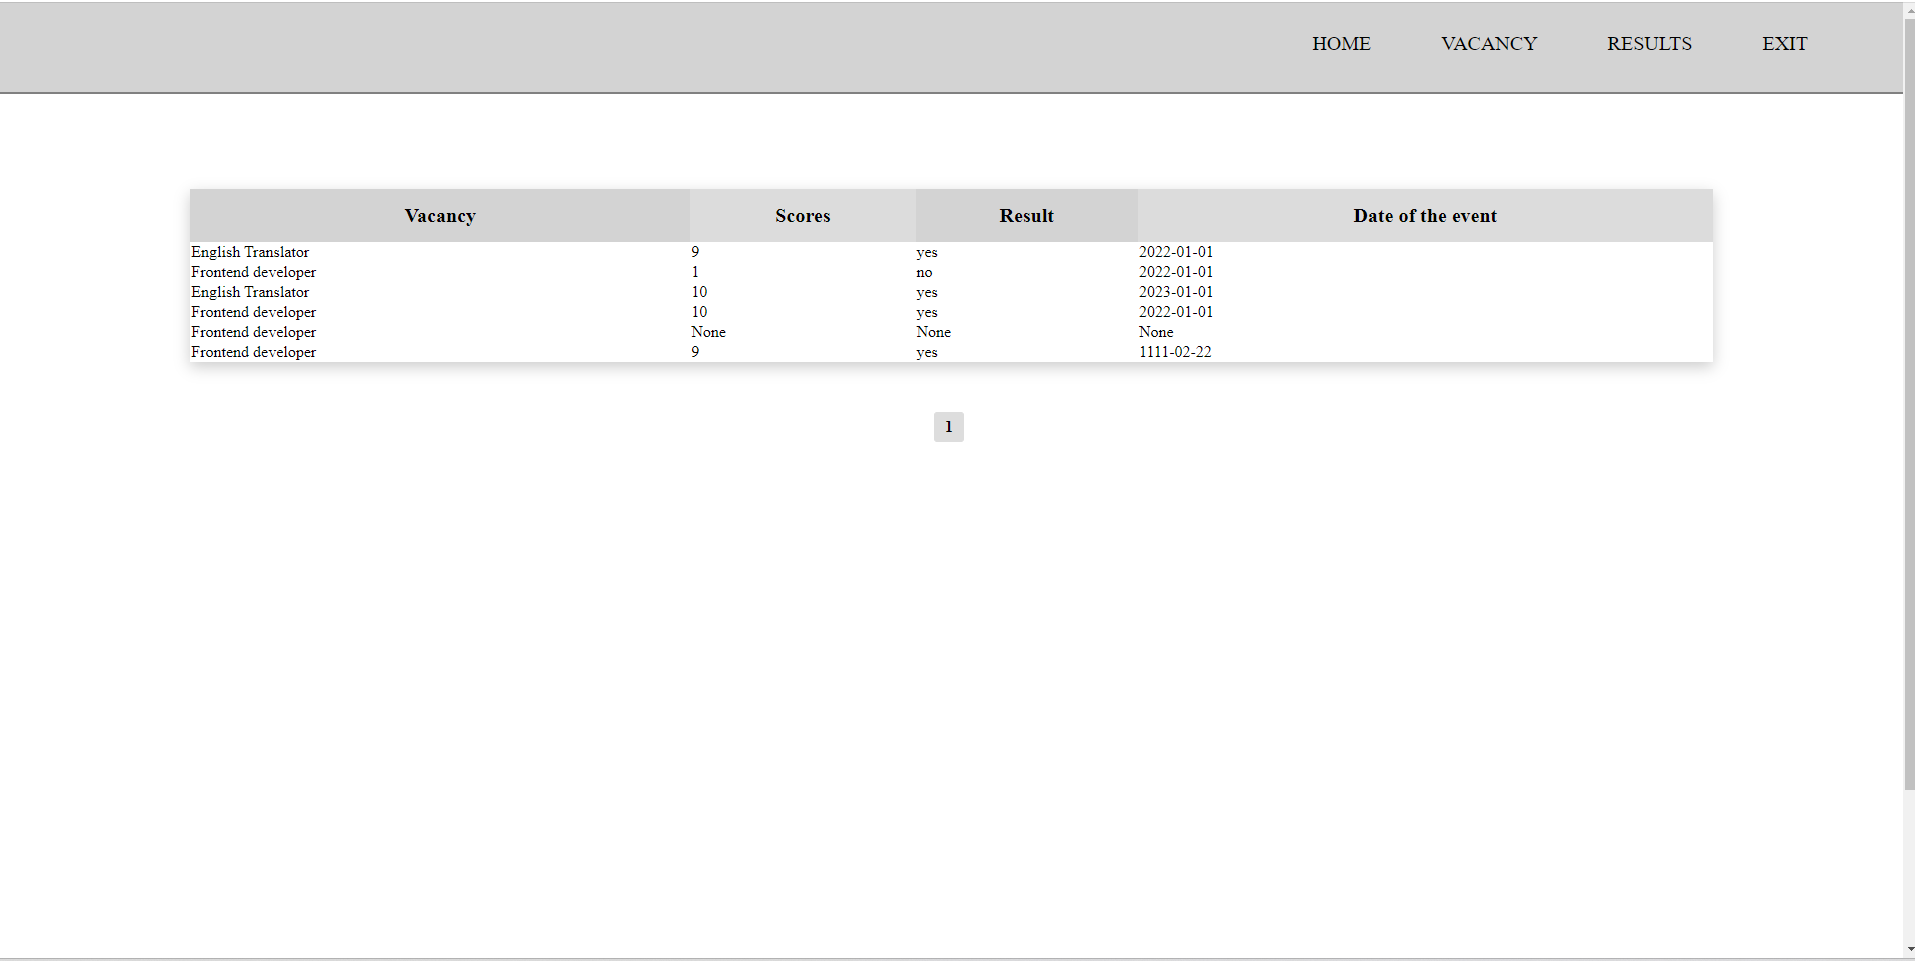 HOME VACANCY RESULTS EXIT
Vacancy Scores Result Date of the event
English Translator 9 yes 2022-01-01
Frontend developer 1 no 2022-01-01
English Translator 10 yes 2023-01-01
Frontend developer 10 yes 2022-01-01
Frontend developer None None None
Frontend developer 9 yes 1111-02-22
1